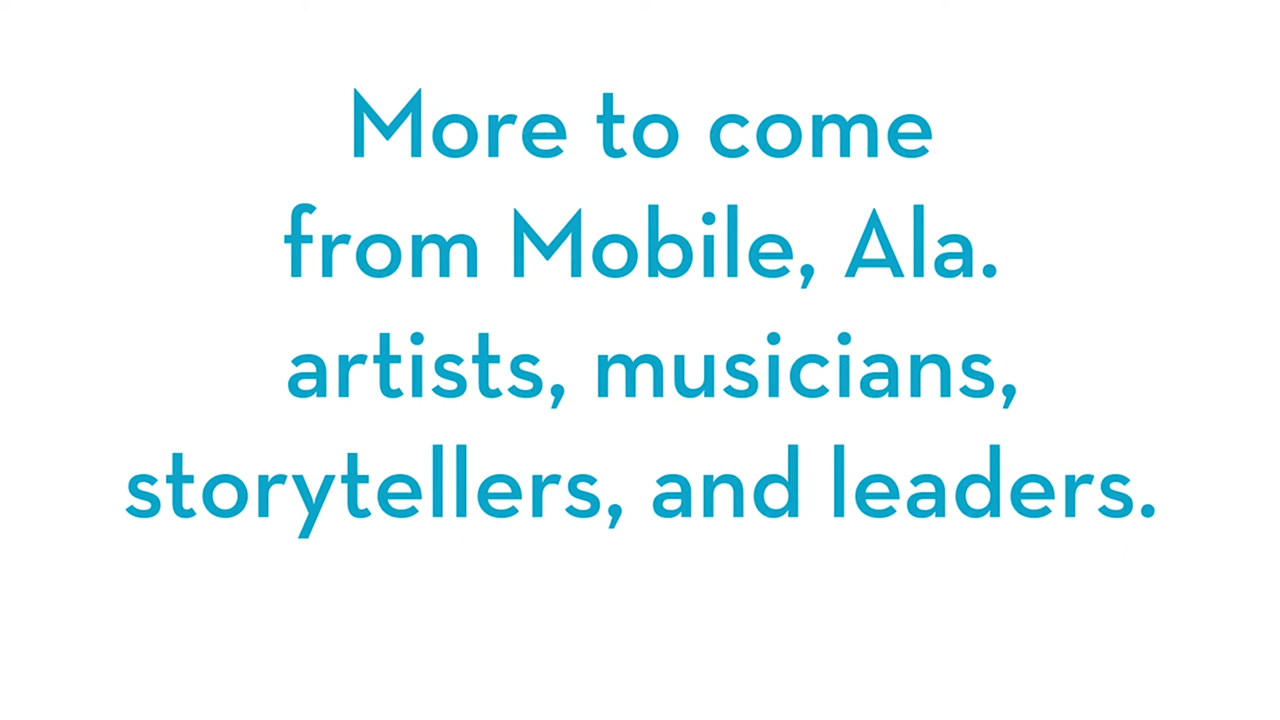 More to come
from Mobile, Ala.
artists, musicians,
storytellers, and leaders.